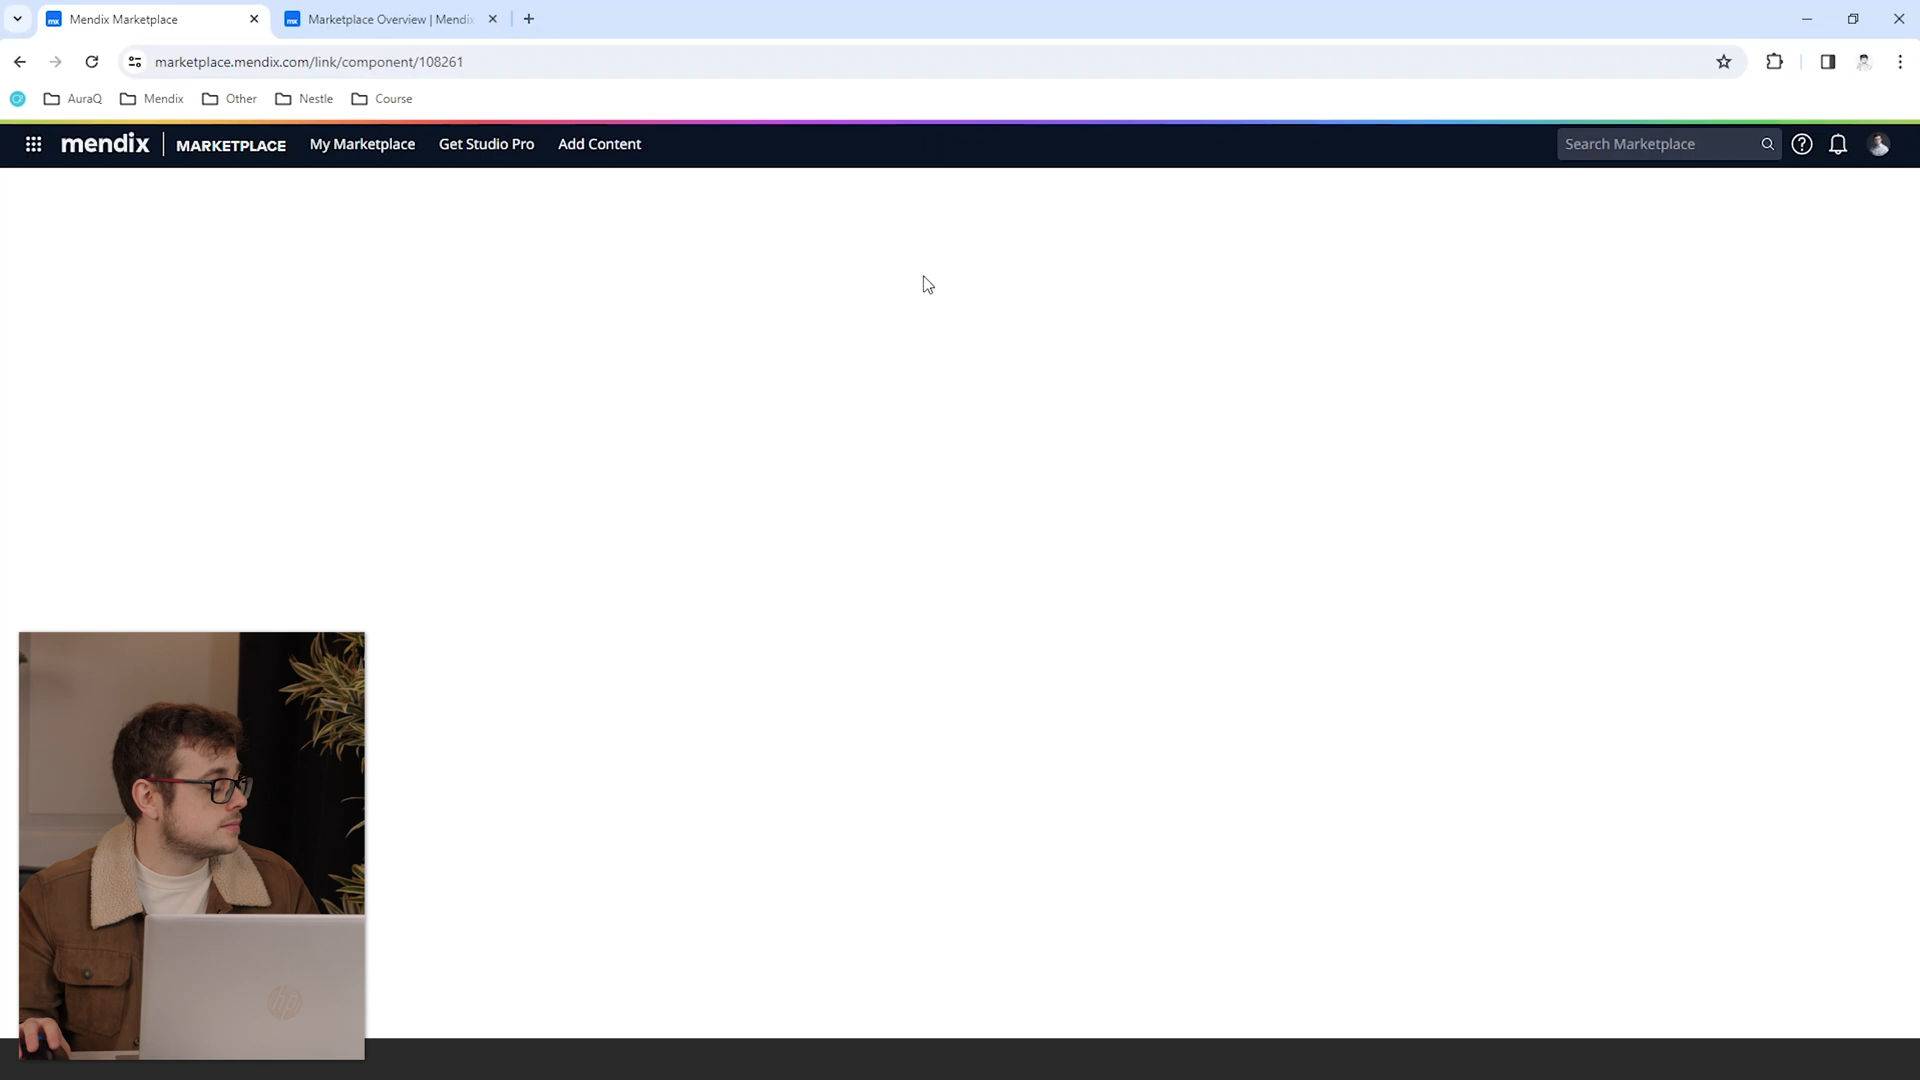 Mendix Marketplace
Marketplace Overview | Mendix
marketplace.mendix.com/link/component/108261
AuraQ
Mendix
Other
Nestle
Course
mendix
MARKETPLACE
My Marketplace
Get Studio Pro
Add Content
Search Marketplace
hp